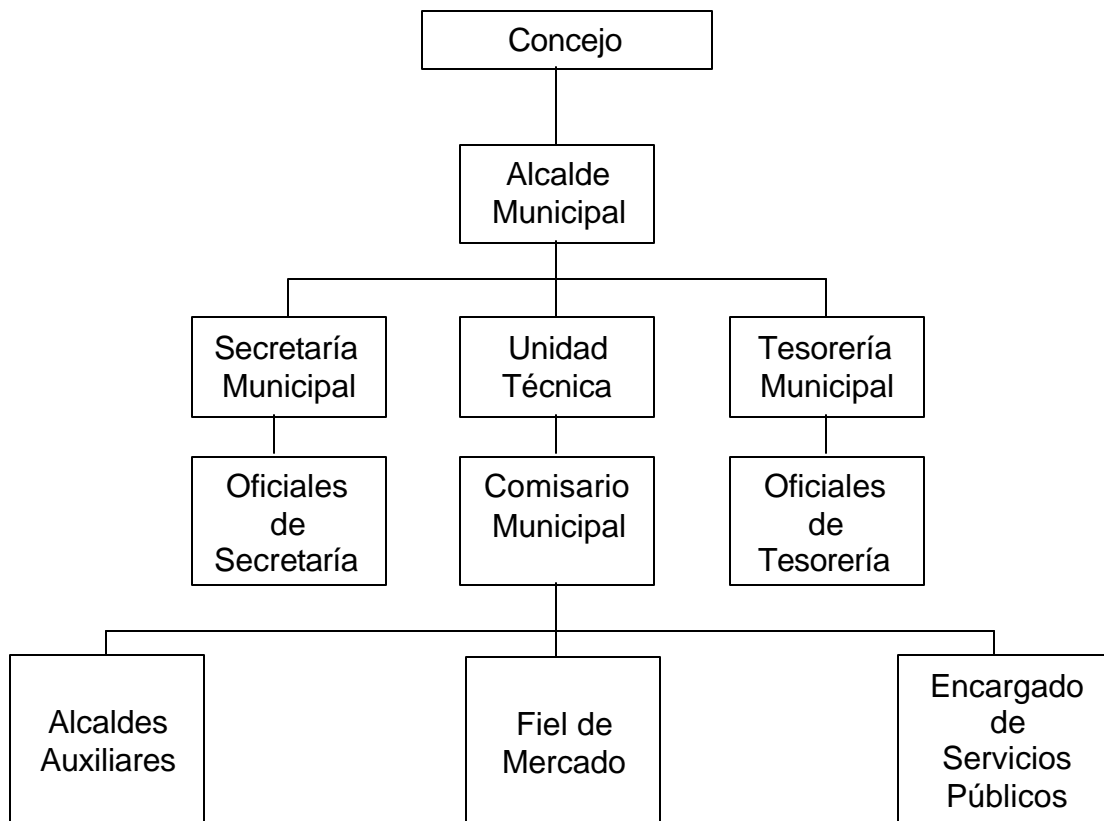 Concejo
Alcalde
Municipal
Secretaría
Municipal
Unidad
Técnica
Tesorería
Municipal
Oficiales
de
Secretaría
Comisario
Municipal
Oficiales
de
Tesorería
Alcaldes
Auxiliares
Fiel de
Mercado
Encargado
de
Servicios
Públicos